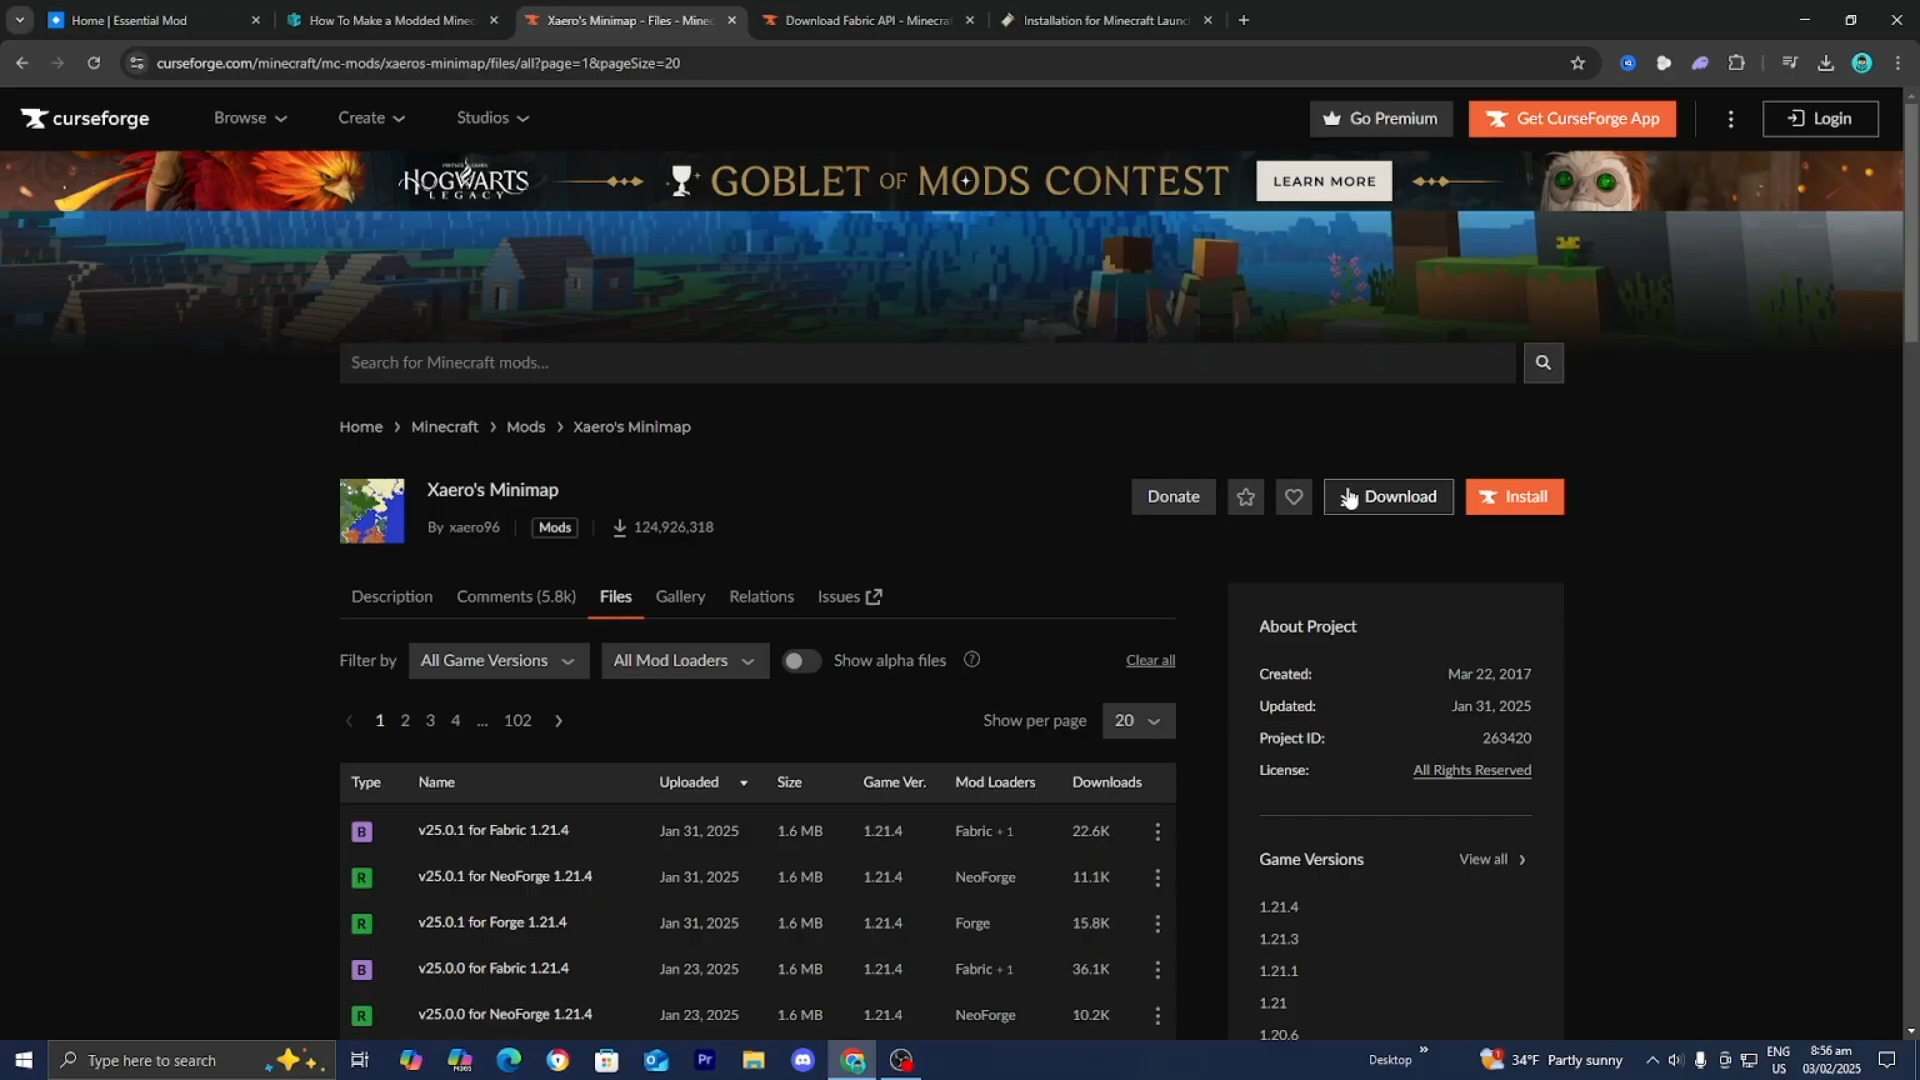 Home | Essential Mod
How To Make a Modded Minec
Xaero's Minimap - Files - Minec
Download Fabric API - Minecra
Installation for Minecraft Launc
curseforge.com/minecraft/mc-mods/xaeros-minimap/files/all?page=1&pageSize=20
curseforge
Browse
Create
Studios
Go Premium
Get CurseForge App
Login
HOGWARTS
LEGACY
GOBLET OF MODS CONTEST
LEARN MORE
Search for Minecraft mods...
Home > Minecraft > Mods > Xaero's Minimap
Xaero's Minimap
By xaero96 | Mods | 124,926,318
Donate
Download
Install
Description Comments (5.8k) Files Gallery Relations Issues
Filter by All Game Versions All Mod Loaders Show alpha files ? Clear all
1 2 3 4 ... 102
Show per page 20
Type Name Uploaded Size Game Ver. Mod Loaders Downloads
B v25.0.1 for Fabric 1.21.4 Jan 31, 2025 1.6 MB 1.21.4 Fabric + 1 22.6K
R v25.0.1 for NeoForge 1.21.4 Jan 31, 2025 1.6 MB 1.21.4 NeoForge 11.1K
R v25.0.1 for Forge 1.21.4 Jan 31, 2025 1.6 MB 1.21.4 Forge 15.8K
B v25.0.0 for Fabric 1.21.4 Jan 23, 2025 1.6 MB 1.21.4 Fabric + 1 36.1K
R v25.0.0 for NeoForge 1.21.4 Jan 23, 2025 1.6 MB 1.21.4 NeoForge 10.2K
About Project
Created: Mar 22, 2017
Updated: Jan 31, 2025
Project ID: 263420
License: All Rights Reserved
Game Versions View all
1.21.4
1.21.3
1.21.1
1.21
1.20.6
Type here to search
M365
Pr
Desktop
34°F Partly sunny
ENG
US
8:56 am
03/02/2025